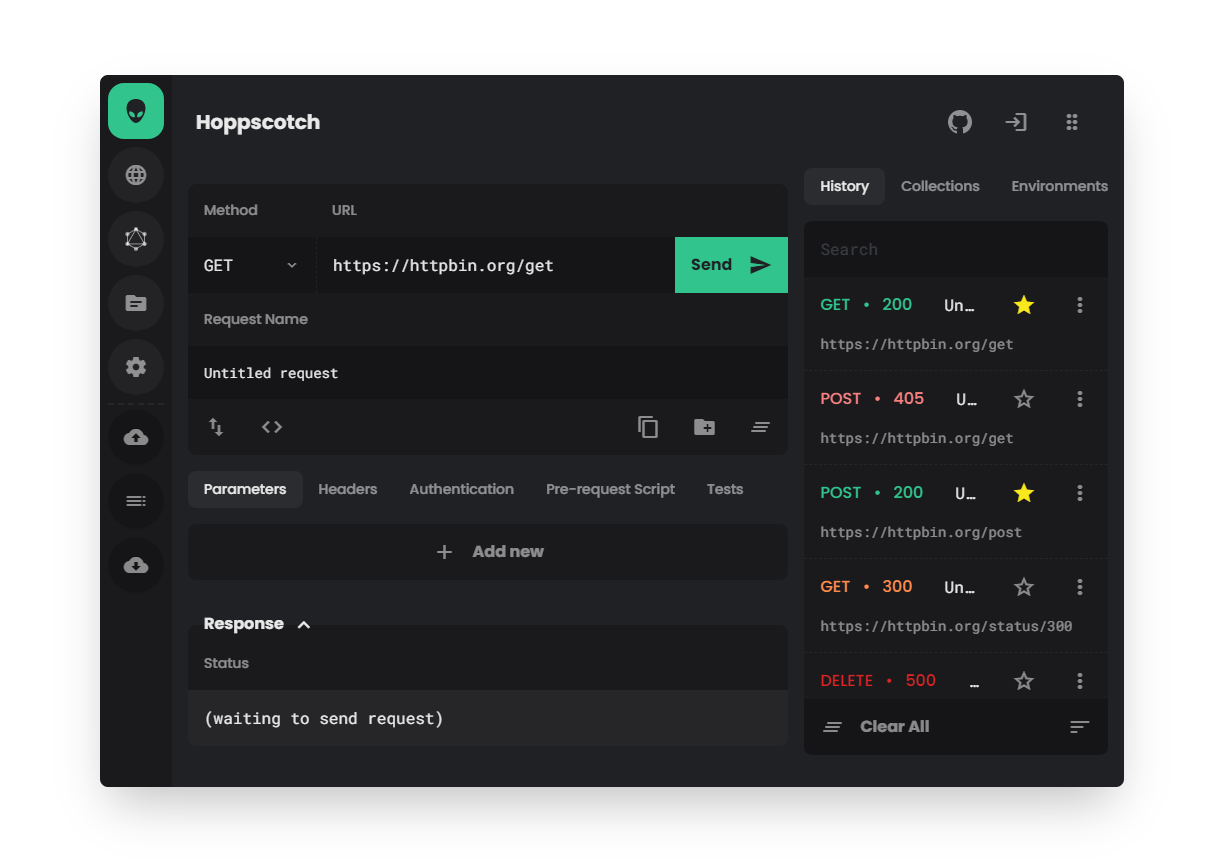 Hoppscotch
Method URL
GET https://httpbin.org/get Send
Request Name
Untitled request
Parameters Headers Authentication Pre-request Script Tests
Add new
Response
Status
(waiting to send request)
History Collections Environments
Search
GET • 200 Un…
https://httpbin.org/get
POST • 405 U…
https://httpbin.org/get
POST • 200 U…
https://httpbin.org/post
GET • 300 Un…
https://httpbin.org/status/300
DELETE • 500 …
Clear All